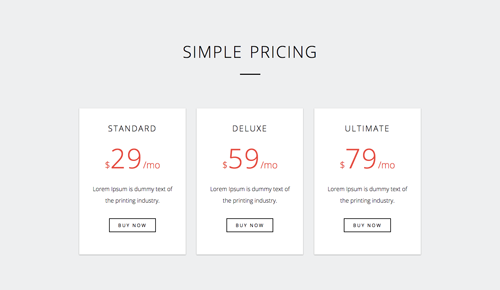 SIMPLE PRICING
STANDARD
$29/mo
Lorem Ipsum is dummy text of
the printing industry.
BUY NOW
DELUXE
$59/mo
Lorem Ipsum is dummy text of
the printing industry.
BUY NOW
ULTIMATE
$79/mo
Lorem Ipsum is dummy text of
the printing industry.
BUY NOW